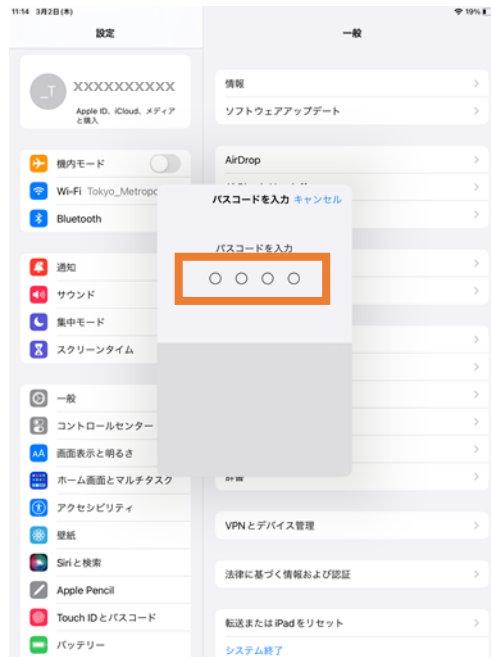 11:14 3月2日(木)
19%
設定
一般
_T
XXXXXXXXXX
Apple ID、iCloud、メディア
と購入
機内モード
Wi-Fi Tokyo_Metropo
Bluetooth
通知
サウンド
集中モード
スクリーンタイム
一般
コントロールセンター
AA 画面表示と明るさ
ホーム画面とマルチタスク
アクセシビリティ
壁紙
Siriと検索
Apple Pencil
Touch IDとパスコード
バッテリー
情報
ソフトウェアアップデート
AirDrop
パスコードを入力 キャンセル
パスコードを入力
辞書
VPNとデバイス管理
法律に基づく情報および認証
転送またはiPadをリセット
システム終了